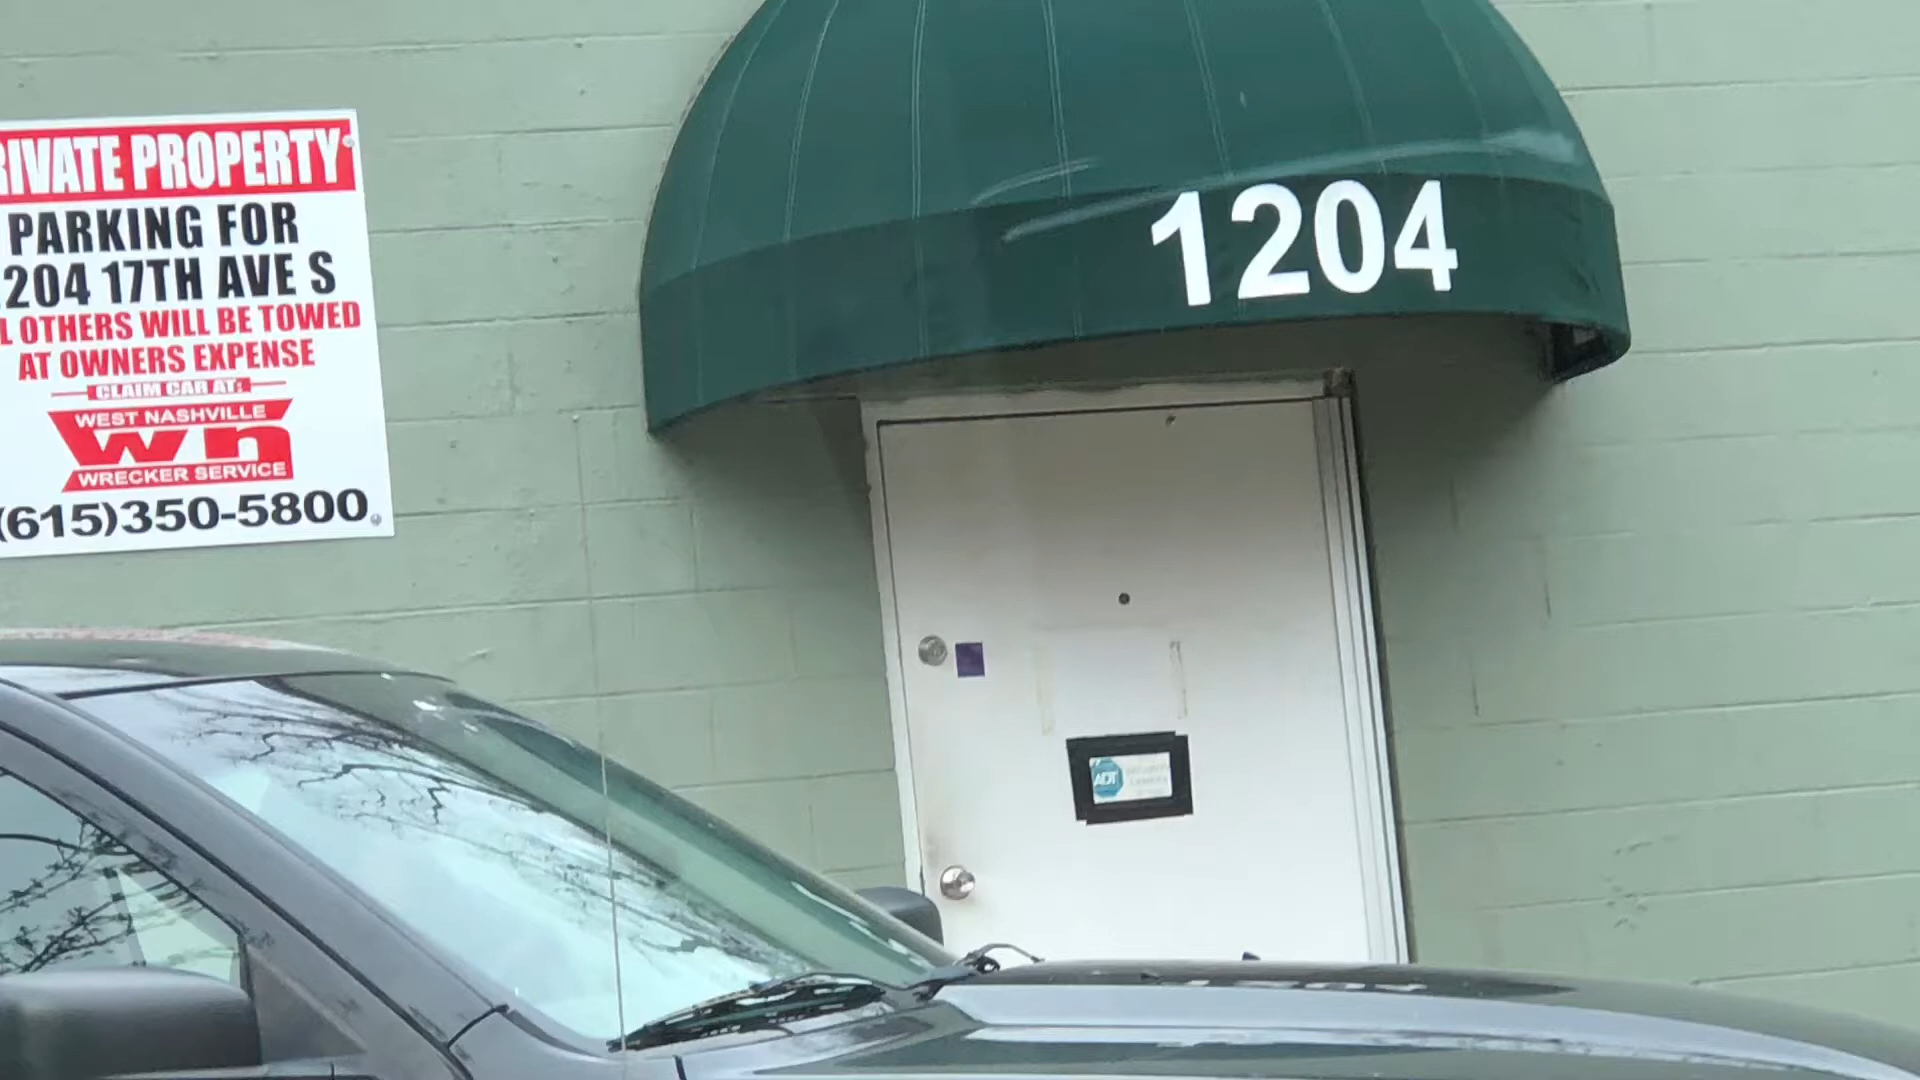 RIVATE PROPERTY
PARKING FOR
204 17TH AVE S
L OTHERS WILL BE TOWED
AT OWNERS EXPENSE
CLAIM CAR AT:
WEST NASHVILLE
wn
WRECKER SERVICE
(615)350-5800
1204
ADT